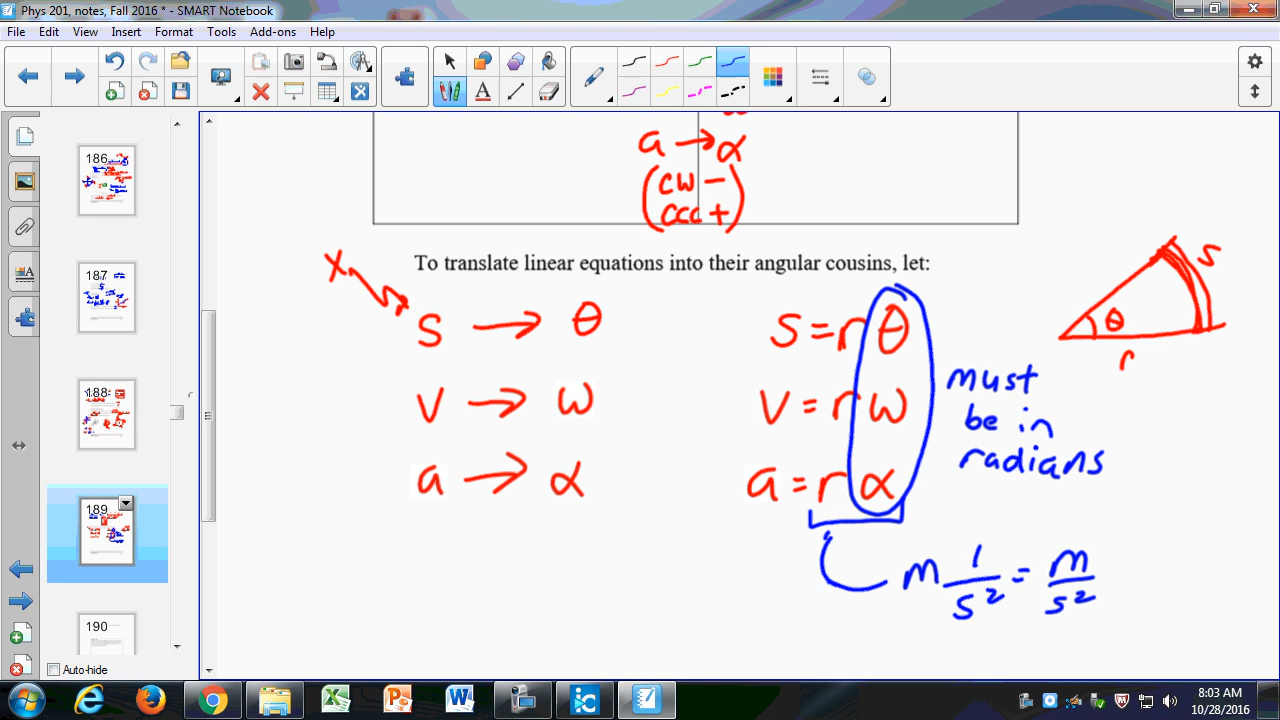 Phys 201, notes, Fall 2016 * - SMART Notebook
File Edit View Insert Format Tools Add-ons Help
a → α
(cw -
ccc +)
To translate linear equations into their angular cousins, let:
x
s → θ
v → ω
a → α
s = rθ
v = rω
a = rα
must
be in
radians
m 1/s² = m/s²
s
θ
r
186
187
188
189
190
Auto-hide
8:03 AM
10/28/2016